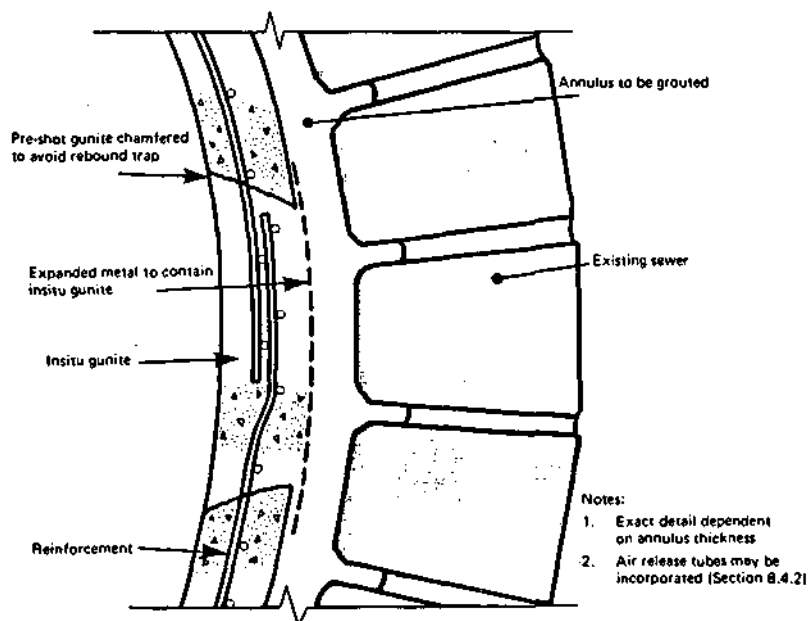 Annulus to be grouted
Pre-shot gunite chamfered
to avoid rebound trap
Expanded metal to contain
insitu gunite
Existing sewer
Insitu gunite
Reinforcement
Notes:
1. Exact detail dependent
on annulus thickness
2. Air release tubes may be
incorporated (Section 8.4.2)